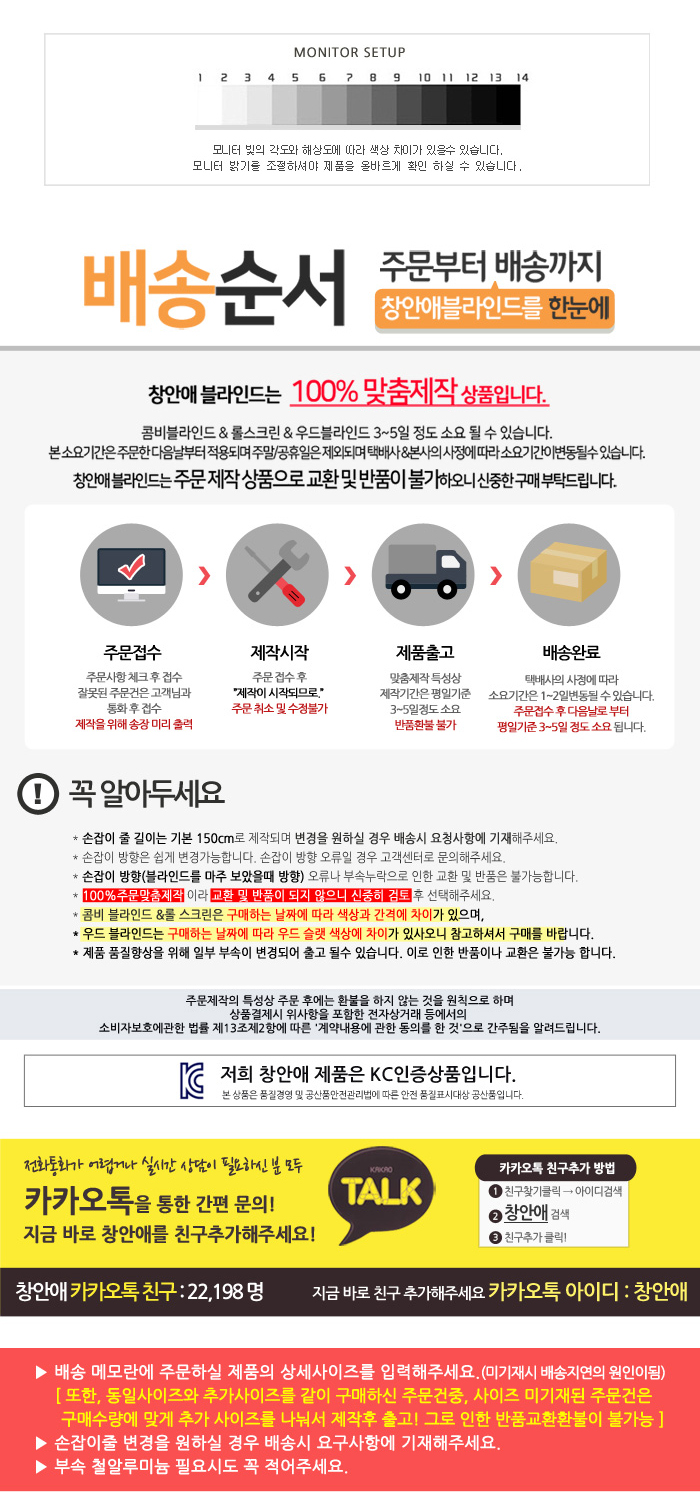 MONITOR SETUP
1 2 3 4 5 6 7 8 9 10 11 12 13 14
모니터 빛의 각도와 해상도에 따라 색상 차이가 있을수 있습니다.
모니터 밝기를 조절하셔야 제품을 올바르게 확인 하실 수 있습니다.
배송순서
주문부터 배송까지
창안애블라인드를 한눈에
창안애 블라인드는 100% 맞춤제작 상품입니다.
콤비블라인드 & 롤스크린 & 우드블라인드 3~5일 정도 소요 될 수 있습니다.
본 소요기간은 주문한 다음날부터 적용되며 주말/공휴일은 제외되며 택배사 &본사의 사정에 따라 소요기간이변동될수 있습니다.
창안애 블라인드는 주문 제작 상품으로 교환 및 반품이 불가하오니 신중한 구매 부탁드립니다.
주문접수
주문사항 체크 후 접수
잘못된 주문건은 고객님과
통화 후 접수
제작을 위해 송장 미리 출력
제작시작
주문 접수 후
"제작이 시작되므로."
주문 취소 및 수정불가
제품출고
맞춤제작 특성상
제작기간은 평일기준
3~5일정도 소요
반품환불 불가
배송완료
택배사의 사정에 따라
소요기간은 1~2일변동될 수 있습니다.
주문접수 후 다음날로 부터
평일기준 3~5일 정도 소요 됩니다.
! 꼭 알아두세요
* 손잡이 줄 길이는 기본 150cm로 제작되며 변경을 원하실 경우 배송시 요청사항에 기재해주세요.
* 손잡이 방향은 쉽게 변경가능합니다. 손잡이 방향 오류일 경우 고객센터로 문의해주세요.
* 손잡이 방향(블라인드를 마주 보았을때 방향) 오류나 부속누락으로 인한 교환 및 반품은 불가능합니다.
* 100%주문맞춤제작 이라 교환 및 반품이 되지 않으니 신중히 검토 후 선택해주세요.
* 콤비 블라인드 &롤 스크린은 구매하는 날짜에 따라 색상과 간격에 차이가 있으며,
* 우드 블라인드는 구매하는 날짜에 따라 우드 슬랫 색상에 차이가 있사오니 참고하셔서 구매를 바랍니다.
* 제품 품질향상을 위해 일부 부속이 변경되어 출고 될수 있습니다. 이로 인한 반품이나 교환은 불가능 합니다.
주문제작의 특성상 주문 후에는 환불을 하지 않는 것을 원칙으로 하며
상품결제시 위사항을 포함한 전자상거래 등에서의
소비자보호에관한 법률 제13조제2항에 따른 '계약내용에 관한 동의를 한 것'으로 간주됨을 알려드립니다.
KC 저희 창안애 제품은 KC인증상품입니다.
본 상품은 품질경영 및 공산품안전관리법에 따른 안전 품질표시대상 공산품입니다.
전화통화가 어렵거나 실시간 상담이 필요하신 분 모두
카카오톡을 통한 간편 문의!
지금 바로 창안애를 친구추가해주세요!
KAKAO
TALK
카카오톡 친구추가 방법
1 친구찾기클릭 → 아이디검색
2 창안애 검색
3 친구추가 클릭!
창안애 카카오톡 친구 : 22,198 명
지금 바로 친구 추가해주세요 카카오톡 아이디 : 창안애
▶ 배송 메모란에 주문하실 제품의 상세사이즈를 입력해주세요.(미기재시 배송지연의 원인이됨)
[ 또한, 동일사이즈와 추가사이즈를 같이 구매하신 주문건중, 사이즈 미기재된 주문건은
구매수량에 맞게 추가 사이즈를 나눠서 제작후 출고! 그로 인한 반품교환환불이 불가능 ]
▶ 손잡이줄 변경을 원하실 경우 배송시 요구사항에 기재해주세요.
▶ 부속 철알루미늄 필요시도 꼭 적어주세요.